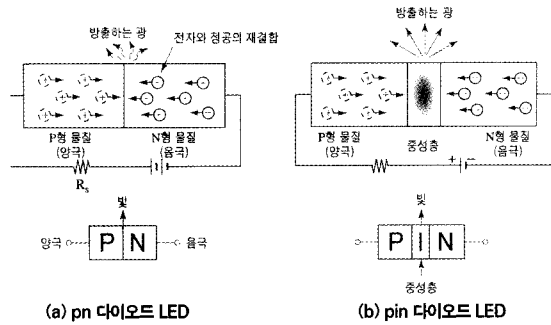 방출하는 광
전자와 정공의 재결합
P형 물질
(양극)
N형 물질
(음극)
Rs
빛
양극
P N
음극
(a) pn 다이오드 LED
방출하는 광
P형 물질
(양극)
중성층
N형 물질
(음극)
+ −
빛
P I N
중성층
(b) pin 다이오드 LED